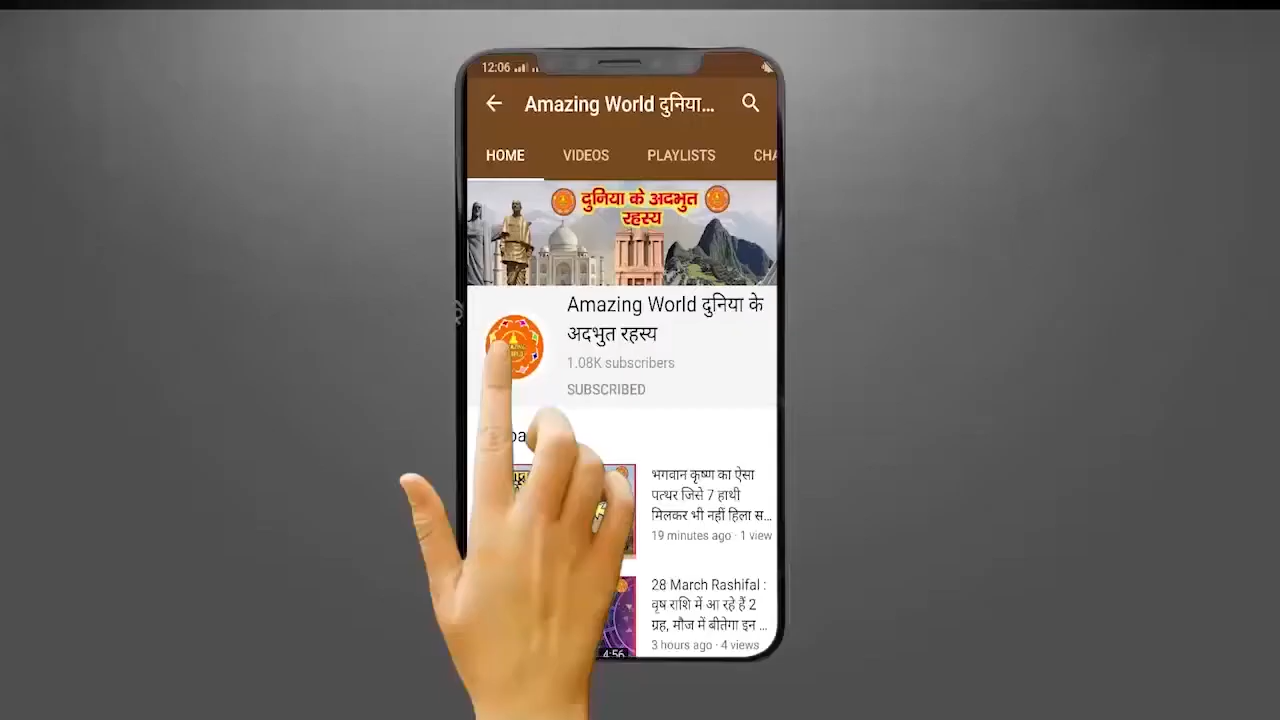 12:06
Amazing World दुनिया...
HOME VIDEOS PLAYLISTS CHA
दुनिया के अदभुत
रहस्य
Amazing World दुनिया के
अदभुत रहस्य
1.08K subscribers
SUBSCRIBED
भगवान कृष्ण का ऐसा
पत्थर जिसे 7 हाथी
मिलकर भी नहीं हिला स...
19 minutes ago · 1 view
28 March Rashifal :
वृष राशि में आ रहे हैं 2
ग्रह, मौज में बीतेगा इन ...
3 hours ago · 4 views
4:56